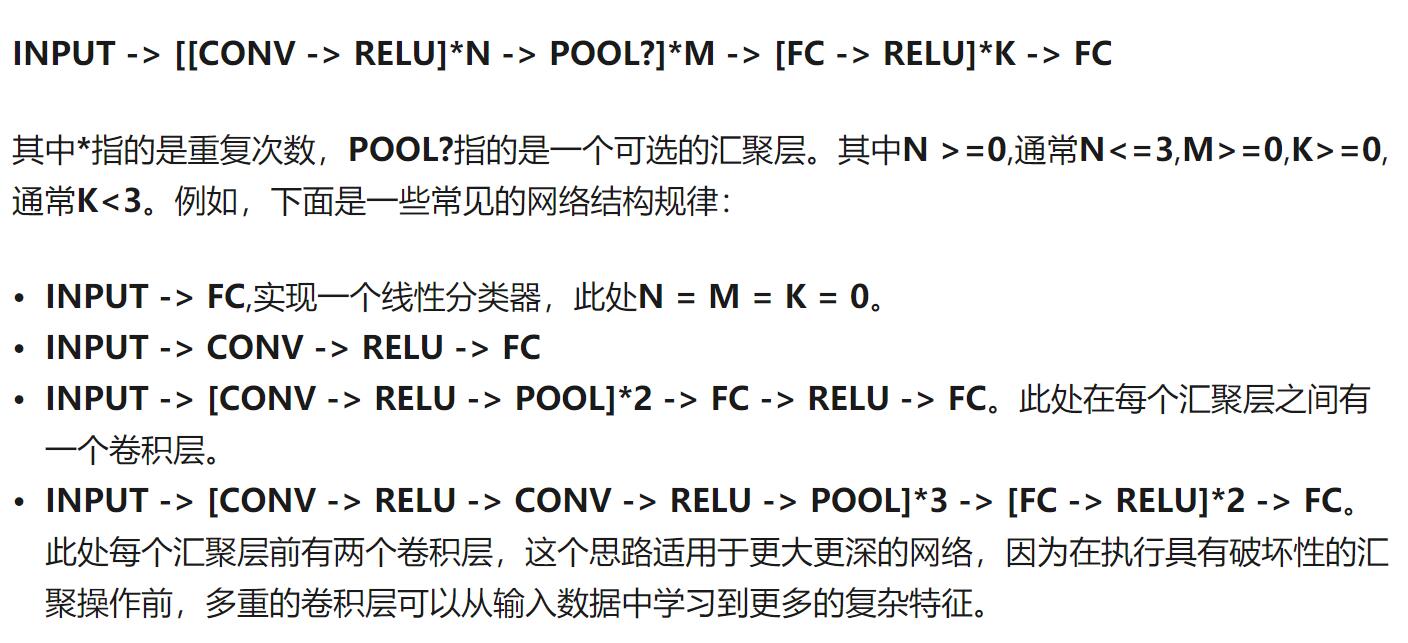 INPUT -> [[CONV -> RELU]*N -> POOL?]*M -> [FC -> RELU]*K -> FC
其中*指的是重复次数，POOL?指的是一个可选的汇聚层。其中N >=0,通常N<=3,M>=0,K>=0,
通常K<3。例如，下面是一些常见的网络结构规律：
• INPUT -> FC,实现一个线性分类器，此处N = M = K = 0。
• INPUT -> CONV -> RELU -> FC
• INPUT -> [CONV -> RELU -> POOL]*2 -> FC -> RELU -> FC。此处在每个汇聚层之间有
一个卷积层。
• INPUT -> [CONV -> RELU -> CONV -> RELU -> POOL]*3 -> [FC -> RELU]*2 -> FC。
此处每个汇聚层前有两个卷积层，这个思路适用于更大更深的网络，因为在执行具有破坏性的汇
聚操作前，多重的卷积层可以从输入数据中学习到更多的复杂特征。